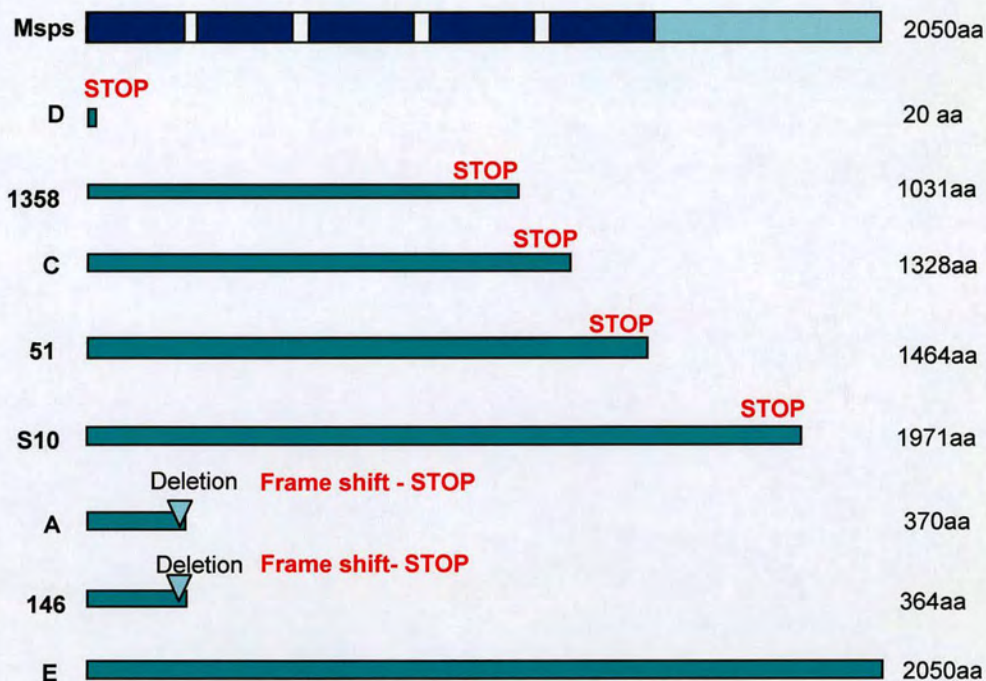 Msps 2050aa
STOP
D 20 aa
STOP
1358 1031aa
STOP
C 1328aa
STOP
51 1464aa
STOP
S10 1971aa
Deletion Frame shift - STOP
A 370aa
Deletion Frame shift- STOP
146 364aa
E 2050aa